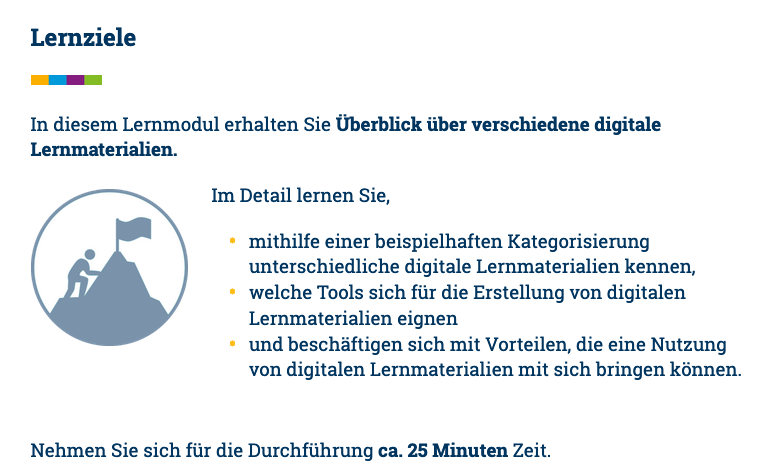 Lernziele
In diesem Lernmodul erhalten Sie Überblick über verschiedene digitale
Lernmaterialien.
Im Detail lernen Sie,
• mithilfe einer beispielhaften Kategorisierung
unterschiedliche digitale Lernmaterialien kennen,
• welche Tools sich für die Erstellung von digitalen
Lernmaterialien eignen
• und beschäftigen sich mit Vorteilen, die eine Nutzung
von digitalen Lernmaterialien mit sich bringen können.
Nehmen Sie sich für die Durchführung ca. 25 Minuten Zeit.